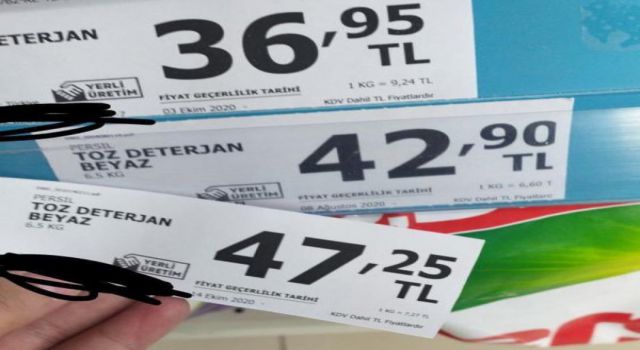 DETERJAN
36,95 TL
YERLİ ÜRETİM
FİYAT GEÇERLİLİK TARİHİ
03 Ekim 2020
1 KG = 9,24 TL
KDV Dahil TL Fiyatlardır
PERSIL
TOZ DETERJAN
BEYAZ
6.5 KG
42,90 TL
YERLİ ÜRETİM
FİYAT GEÇERLİLİK TARİHİ
Ağustos 2020
1 KG = 6,60 T
KDV Dahil TL Fiyatlardır
PERSIL
TOZ DETERJAN
BEYAZ
6.5 KG
47,25 TL
YERLİ ÜRETİM
FİYAT GEÇERLİLİK TARİHİ
Ekim 2020
1 KG = 7,27 TL
KDV Dahil TL Fiyatlardır